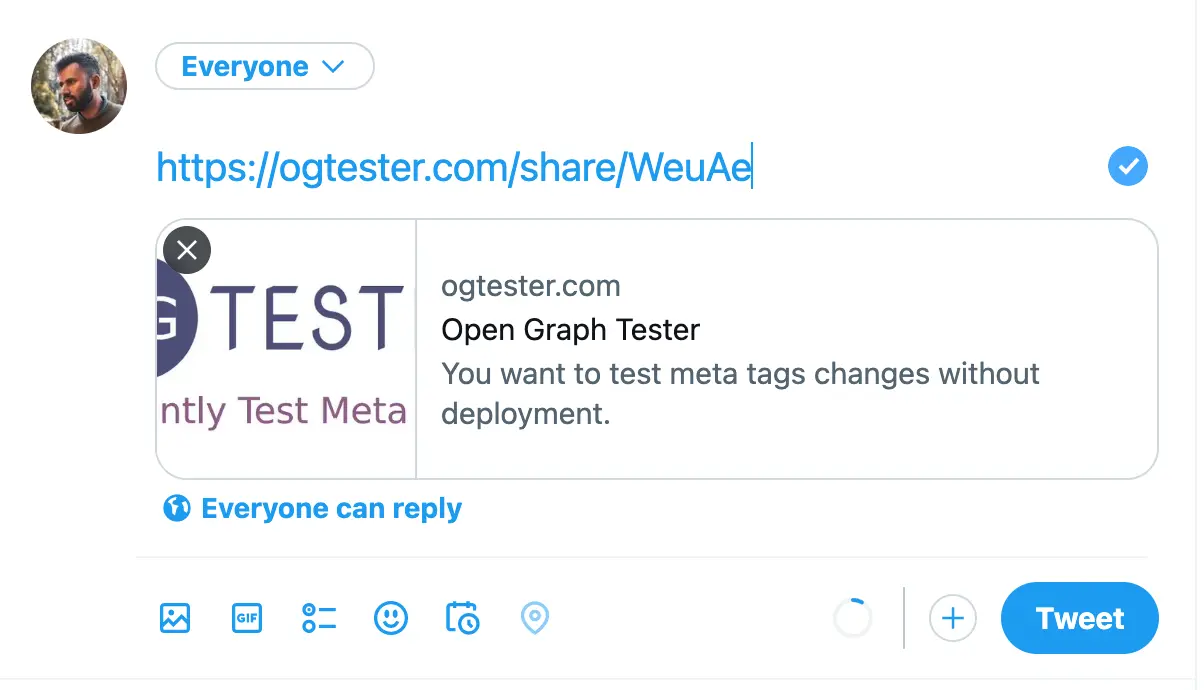 Everyone
https://ogtester.com/share/WeuAe
G TEST
ntly Test Meta
ogtester.com
Open Graph Tester
You want to test meta tags changes without
deployment.
Everyone can reply
GIF
Tweet